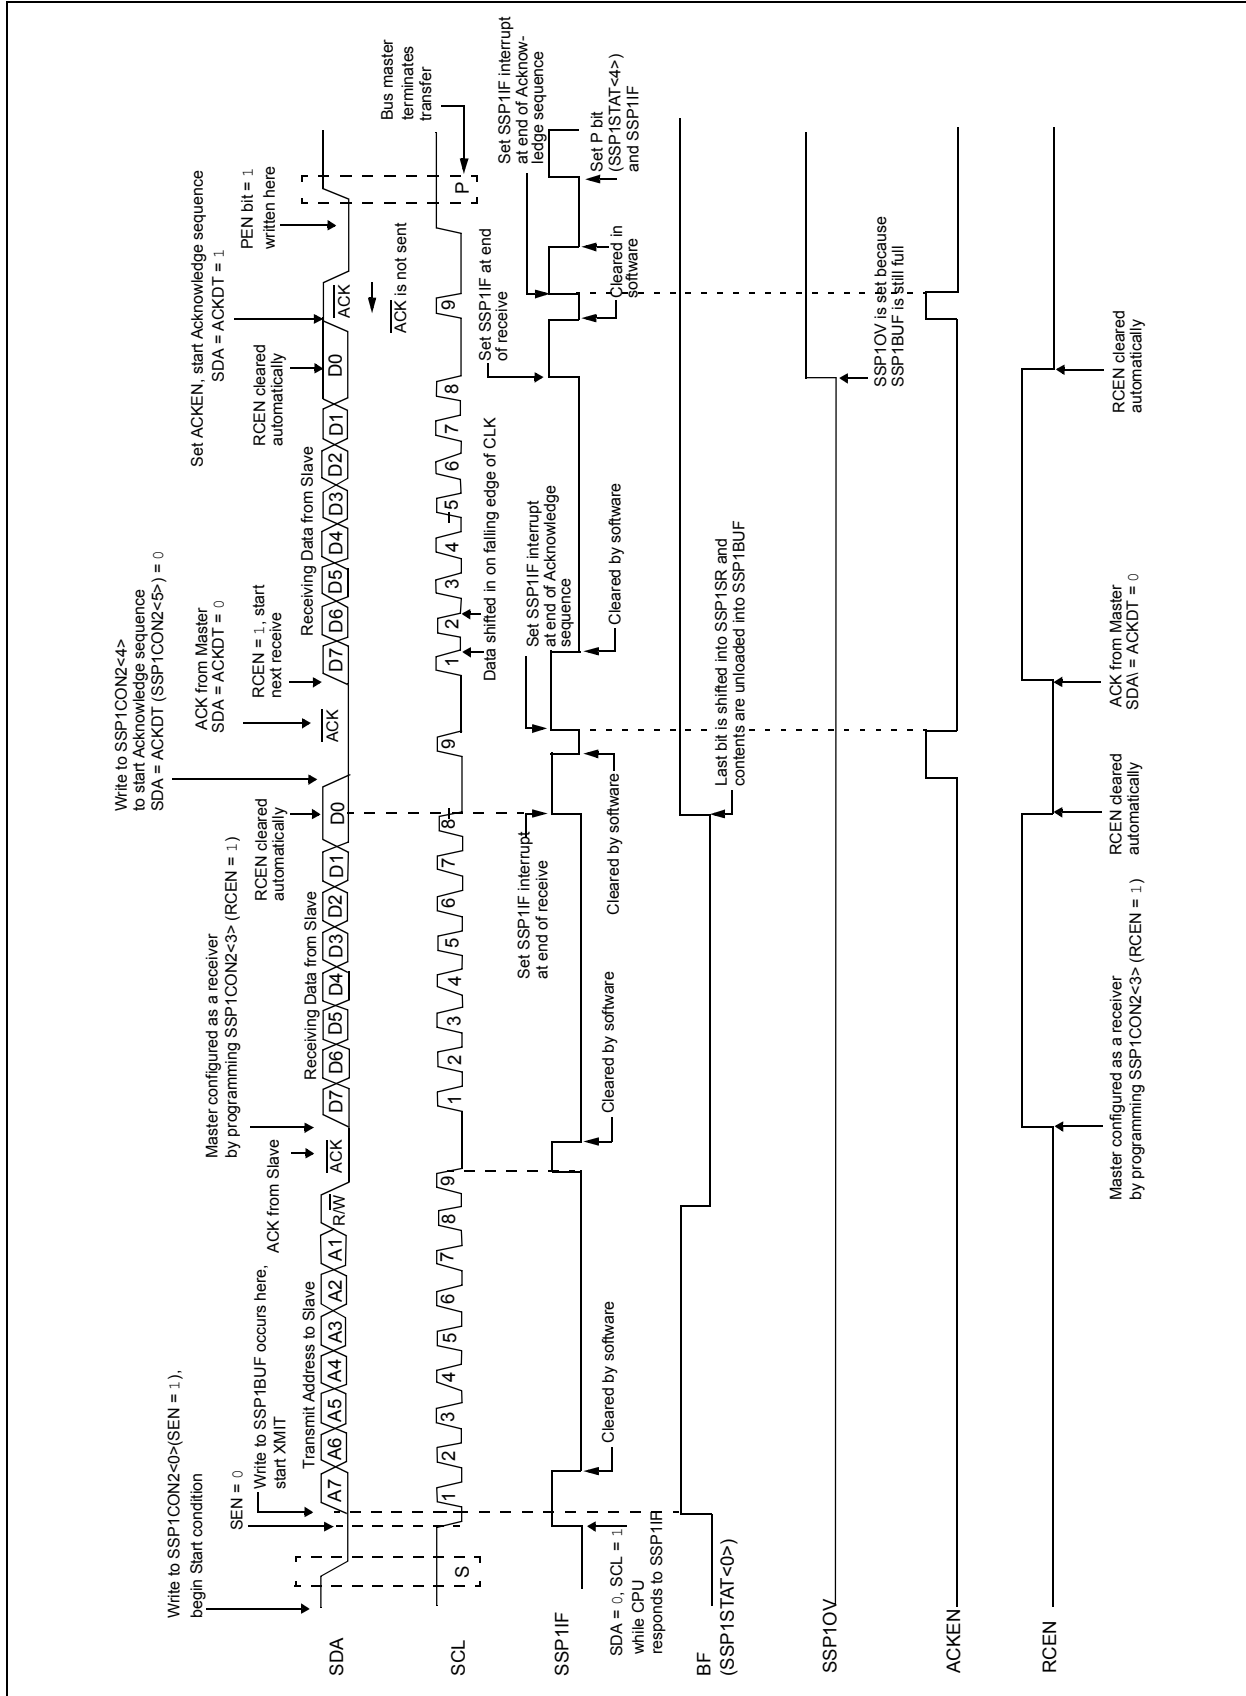 Write to SSP1CON2<0>(SEN = 1),
begin Start condition
SEN = 0
Write to SSP1BUF occurs here,
start XMIT
ACK from Slave
Master configured as a receiver
by programming SSP1CON2<3> (RCEN = 1)
RCEN cleared
automatically
Write to SSP1CON2<4>
to start Acknowledge sequence
SDA = ACKDT (SSP1CON2<5>) = 0
ACK from Master
SDA = ACKDT = 0
RCEN = 1, start
next receive
RCEN cleared
automatically
Set ACKEN, start Acknowledge sequence
SDA = ACKDT = 1
PEN bit = 1
written here
Transmit Address to Slave
Receiving Data from Slave
Receiving Data from Slave
SDA
A7 A6 A5 A4 A3 A2 A1 R/W ACK D7 D6 D5 D4 D3 D2 D1 D0 ACK D7 D6 D5 D4 D3 D2 D1 D0 ACK
ACK is not sent
Bus master
terminates
transfer
SCL
S 1 2 3 4 5 6 7 8 9 1 2 3 4 5 6 7 8 9 1 2 3 4 5 6 7 8 9 P
Data shifted in on falling edge of CLK
Set SSP1IF interrupt
at end of receive
Set SSP1IF interrupt
at end of Acknowledge
sequence
Set SSP1IF at end
of receive
Set SSP1IF interrupt
at end of Acknow-
ledge sequence
SSP1IF
SDA = 0, SCL = 1
while CPU
responds to SSP1IF
Cleared by software
Cleared by software
Cleared by software
Cleared by software
Cleared in
software
Set P bit
(SSP1STAT<4>)
and SSP1IF
BF
(SSP1STAT<0>)
Last bit is shifted into SSP1SR and
contents are unloaded into SSP1BUF
SSP1OV
SSP1OV is set because
SSP1BUF is still full
ACKEN
RCEN
Master configured as a receiver
by programming SSP1CON2<3> (RCEN = 1)
RCEN cleared
automatically
ACK from Master
SDA\ = ACKDT = 0
RCEN cleared
automatically